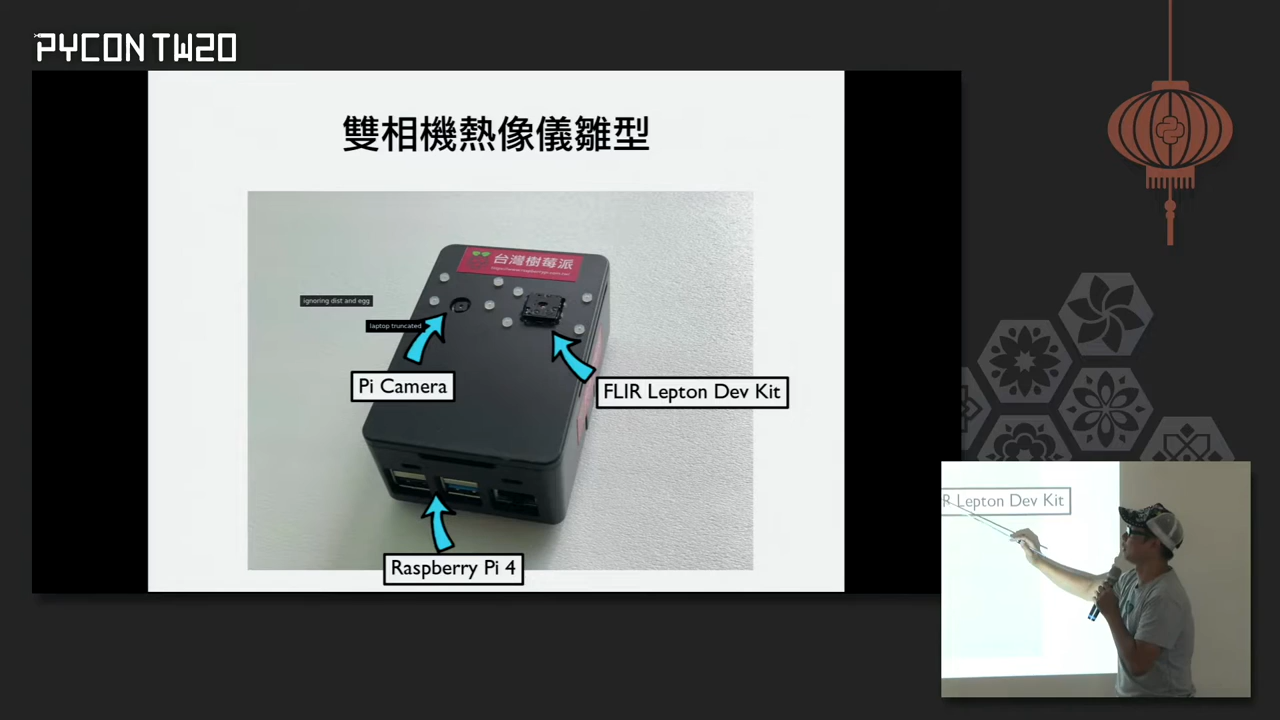 PYCON TW20
雙相機熱像儀雛型
台灣樹莓派
ignoring dist and egg
laptop truncated
Pi Camera
FLIR Lepton Dev Kit
Raspberry Pi 4
R Lepton Dev Kit